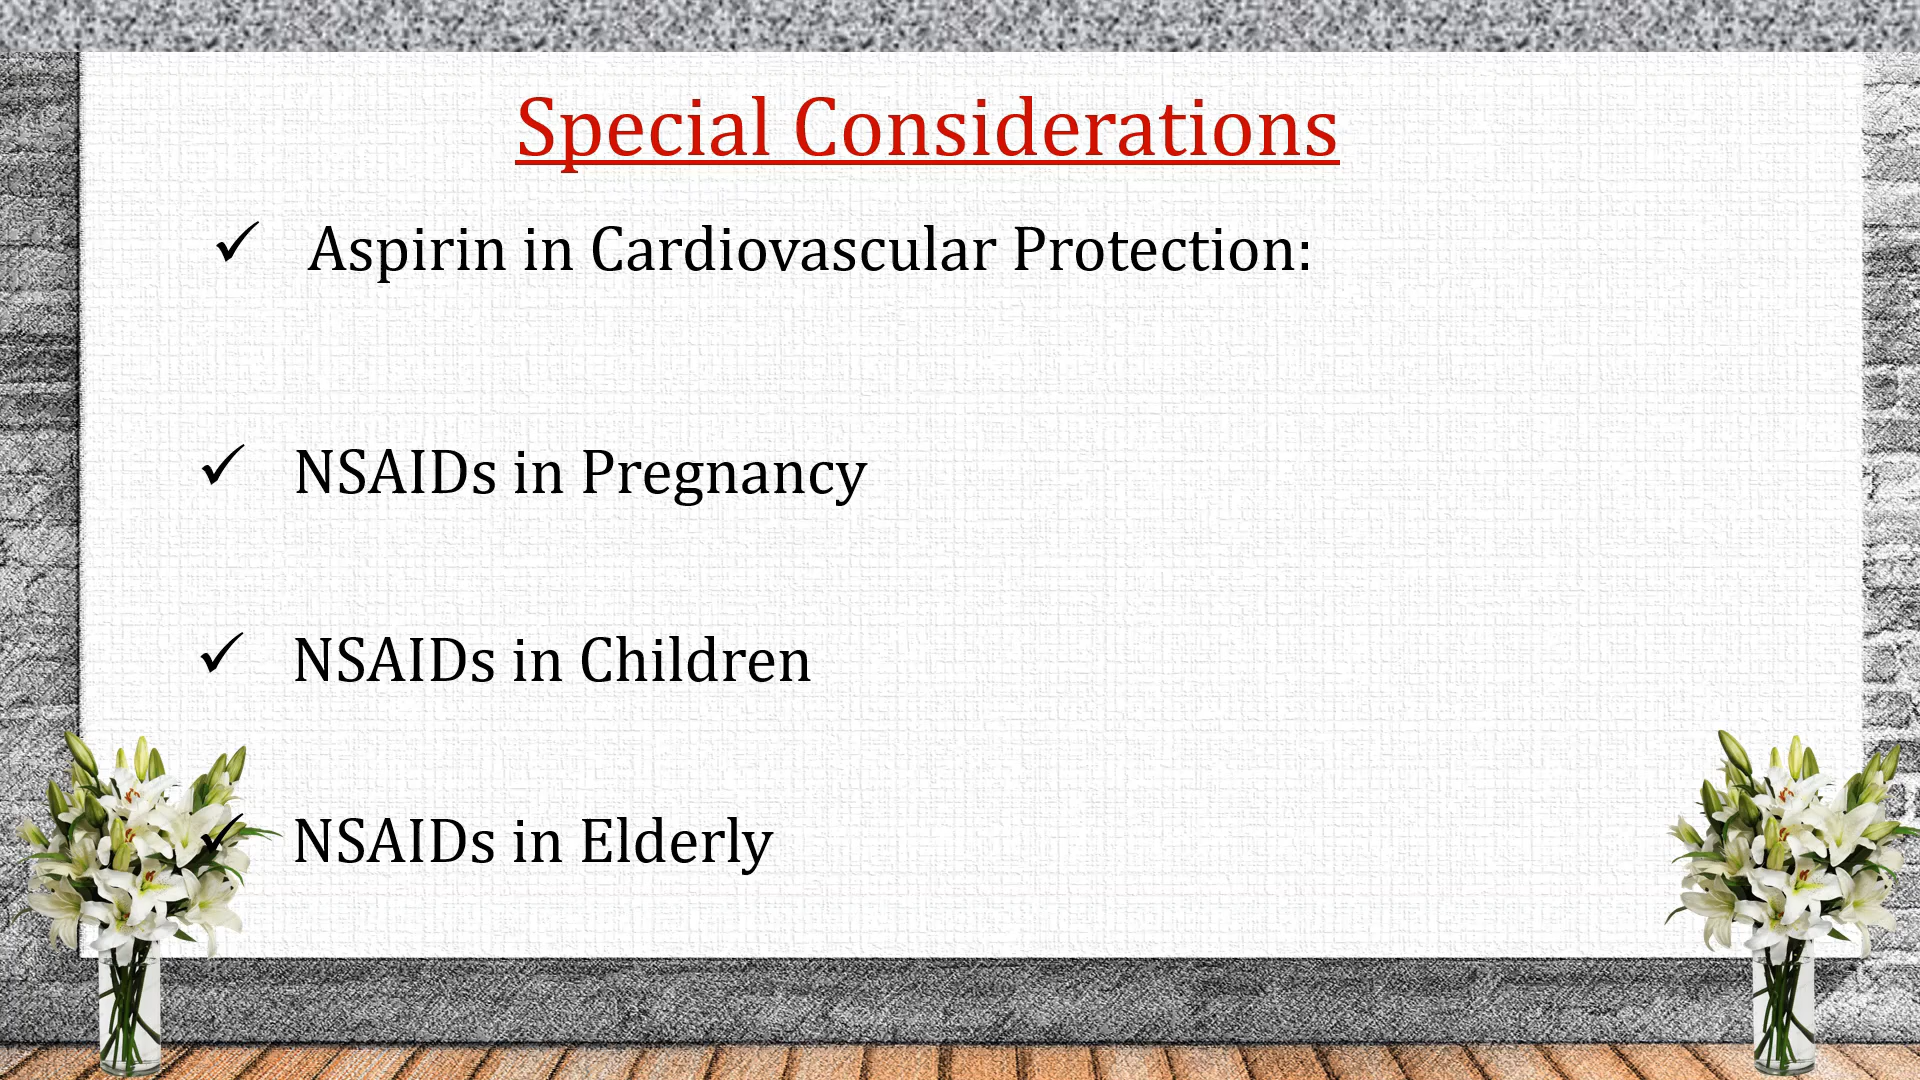 Special Considerations
✓ Aspirin in Cardiovascular Protection:
✓ NSAIDs in Pregnancy
✓ NSAIDs in Children
✓ NSAIDs in Elderly